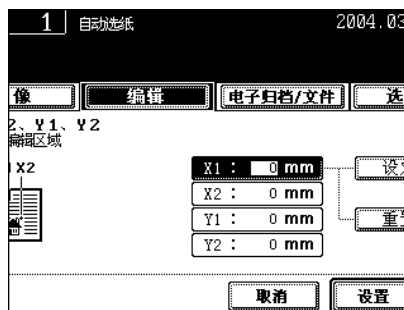 1 自动选纸 2004.03
像 编辑 电子归档/文件 选
2、Y1、Y2
编辑区域
X2
X1： 0 mm 设为
X2： 0 mm
Y1： 0 mm 重置
Y2： 0 mm
取消 设置